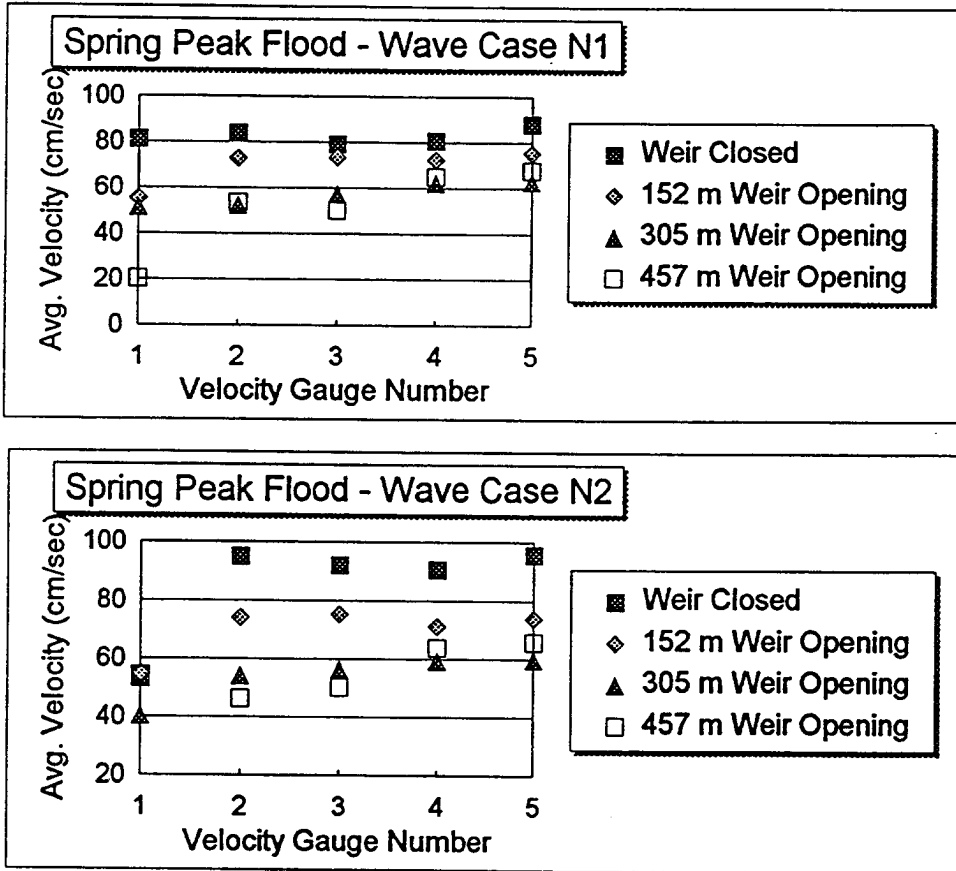 Spring Peak Flood - Wave Case N1
Avg. Velocity (cm/sec)
100
80
60
40
20
0
1 2 3 4 5
Velocity Gauge Number
Weir Closed
152 m Weir Opening
305 m Weir Opening
457 m Weir Opening
Spring Peak Flood - Wave Case N2
Avg. Velocity (cm/sec)
100
80
60
40
20
1 2 3 4 5
Velocity Gauge Number
Weir Closed
152 m Weir Opening
305 m Weir Opening
457 m Weir Opening